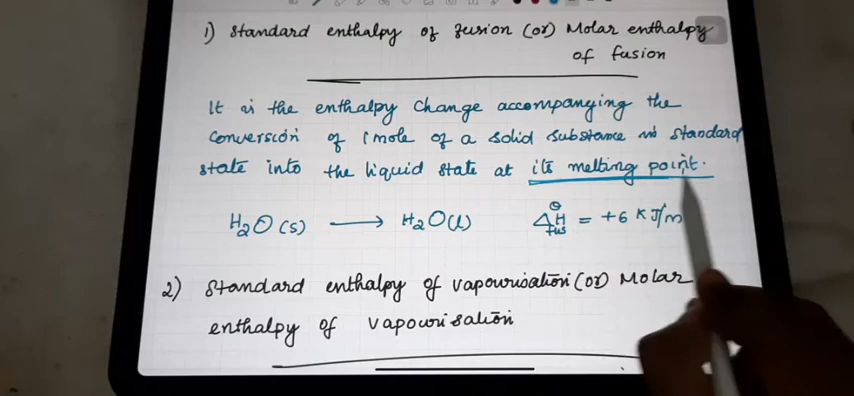 1) Standard enthalpy of fusion (or) Molar enthalpy
of fusion
It is the enthalpy change accompanying the
conversion of 1 mole of a solid substance in standard
state into the liquid state at its melting point.
H₂O (s) ⟶ H₂O(l) Δ_fusH^⊖ = +6 KJ/m
2) Standard enthalpy of vapourisation (or) Molar
enthalpy of vapourisation